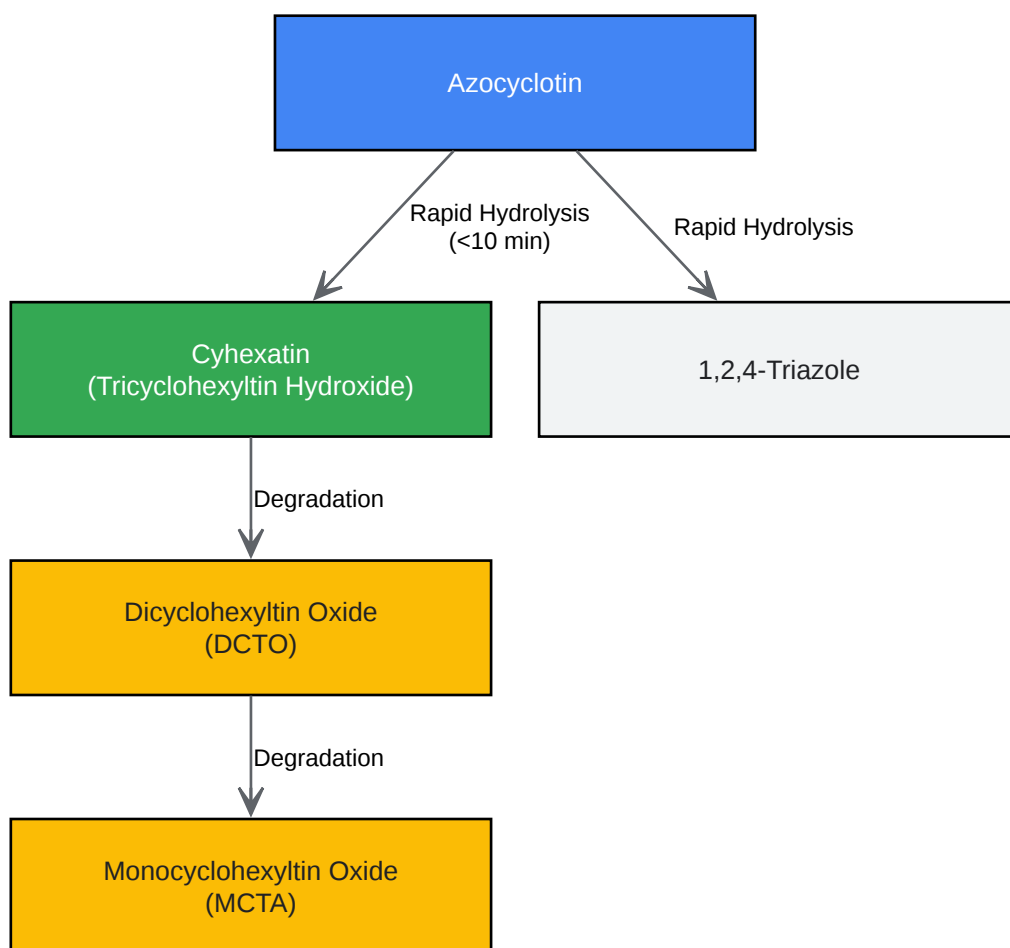 Azocyclotin
Rapid Hydrolysis
(<10 min)
Rapid Hydrolysis
Cyhexatin
(Tricyclohexyltin Hydroxide)
1,2,4-Triazole
Degradation
Dicyclohexyltin Oxide
(DCTO)
Degradation
Monocyclohexyltin Oxide
(MCTA)